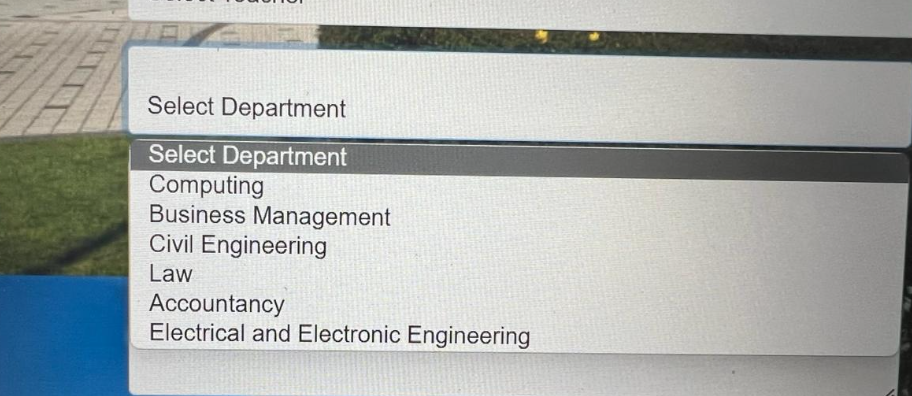 Select Department
Select Department
Computing
Business Management
Civil Engineering
Law
Accountancy
Electrical and Electronic Engineering